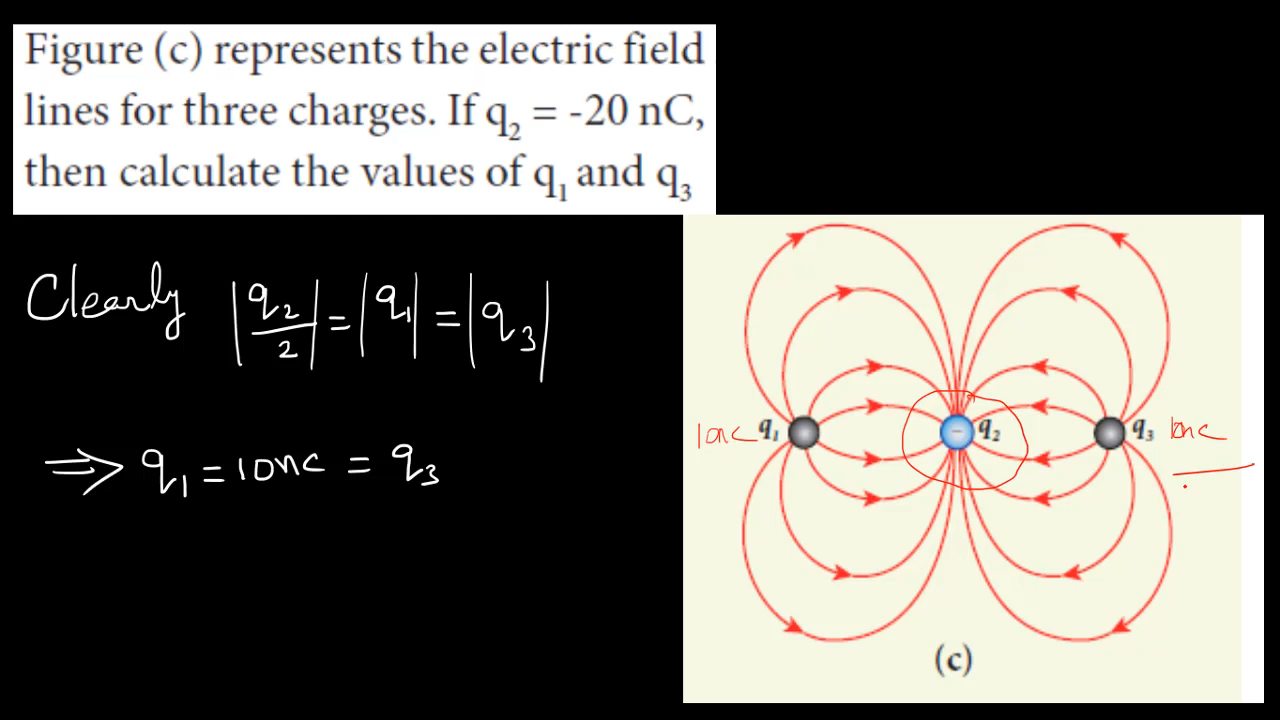 Figure (c) represents the electric field
lines for three charges. If q₂ = -20 nC,
then calculate the values of q₁ and q₃
Clearly |q₂/2| = |q₁| = |q₃|
⇒ q₁ = 10nc = q₃
10nc q₁ − q₂ q₃ 10nc
(c)